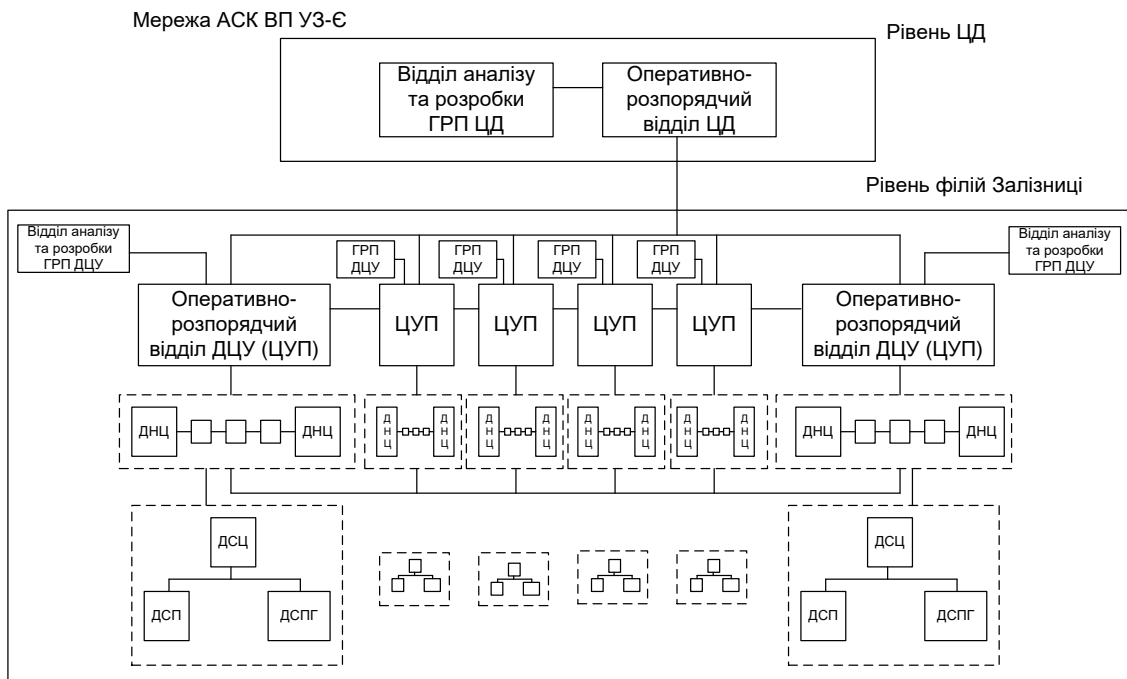 Мережа АСК ВП УЗ-Є
Рівень ЦД
Відділ аналізу
та розробки
ГРП ЦД
Оперативно-
розпорядчий
відділ ЦД
Рівень філій Залізниці
Відділ аналізу
та розробки
ГРП ДЦУ
ГРП
ДЦУ
ГРП
ДЦУ
ГРП
ДЦУ
ГРП
ДЦУ
Відділ аналізу
та розробки
ГРП ДЦУ
Оперативно-
розпорядчий
відділ ДЦУ (ЦУП)
ЦУП
ЦУП
ЦУП
ЦУП
Оперативно-
розпорядчий
відділ ДЦУ (ЦУП)
ДНЦ
ДНЦ
Д
Н
Ц
Д
Н
Ц
Д
Н
Ц
Д
Н
Ц
Д
Н
Ц
Д
Н
Ц
Д
Н
Ц
Д
Н
Ц
ДНЦ
ДНЦ
ДСЦ
ДСП
ДСПГ
ДСЦ
ДСП
ДСПГ